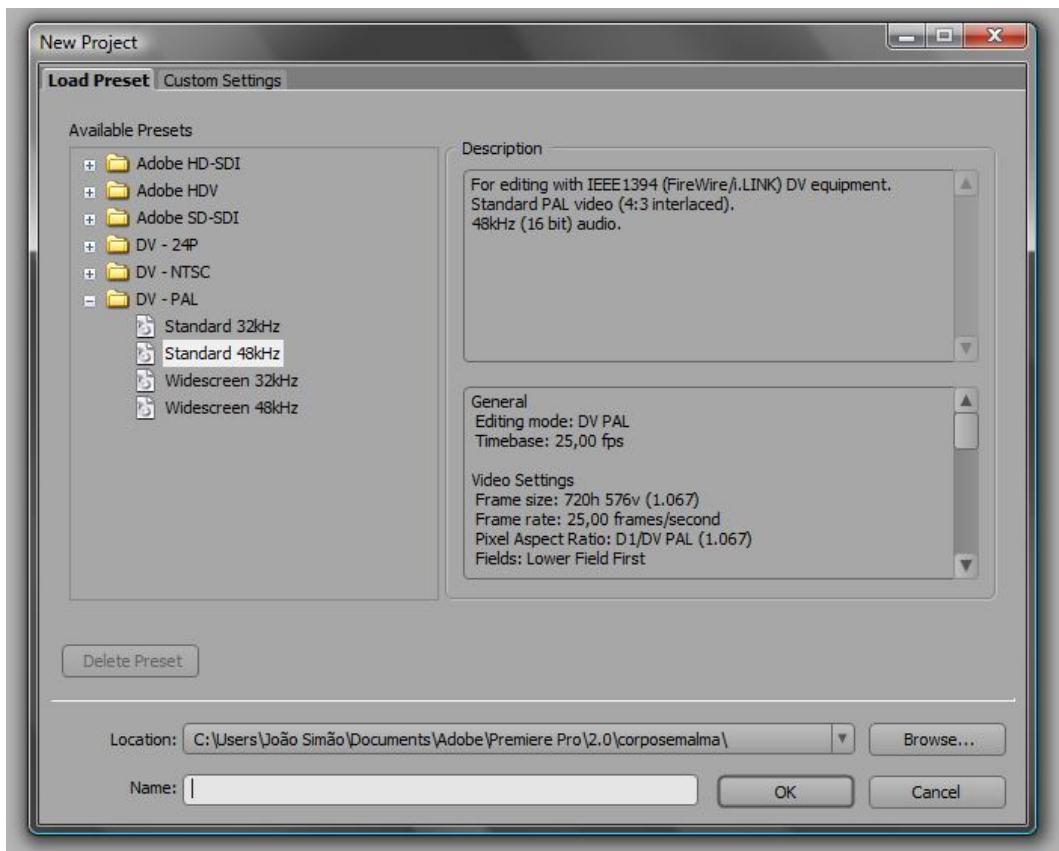 New Project
Load Preset Custom Settings
Available Presets
Adobe HD-SDI
Adobe HDV
Adobe SD-SDI
DV - 24P
DV - NTSC
DV - PAL
Standard 32kHz
Standard 48kHz
Widescreen 32kHz
Widescreen 48kHz
Description
For editing with IEEE1394 (FireWire/i.LINK) DV equipment.
Standard PAL video (4:3 interlaced).
48kHz (16 bit) audio.
General
Editing mode: DV PAL
Timebase: 25,00 fps
Video Settings
Frame size: 720h 576v (1.067)
Frame rate: 25,00 frames/second
Pixel Aspect Ratio: D1/DV PAL (1.067)
Fields: Lower Field First
Delete Preset
Location: C:\Users\João Simão\Documents\Adobe\Premiere Pro\2.0\corposemalma\ Browse...
Name: OK Cancel